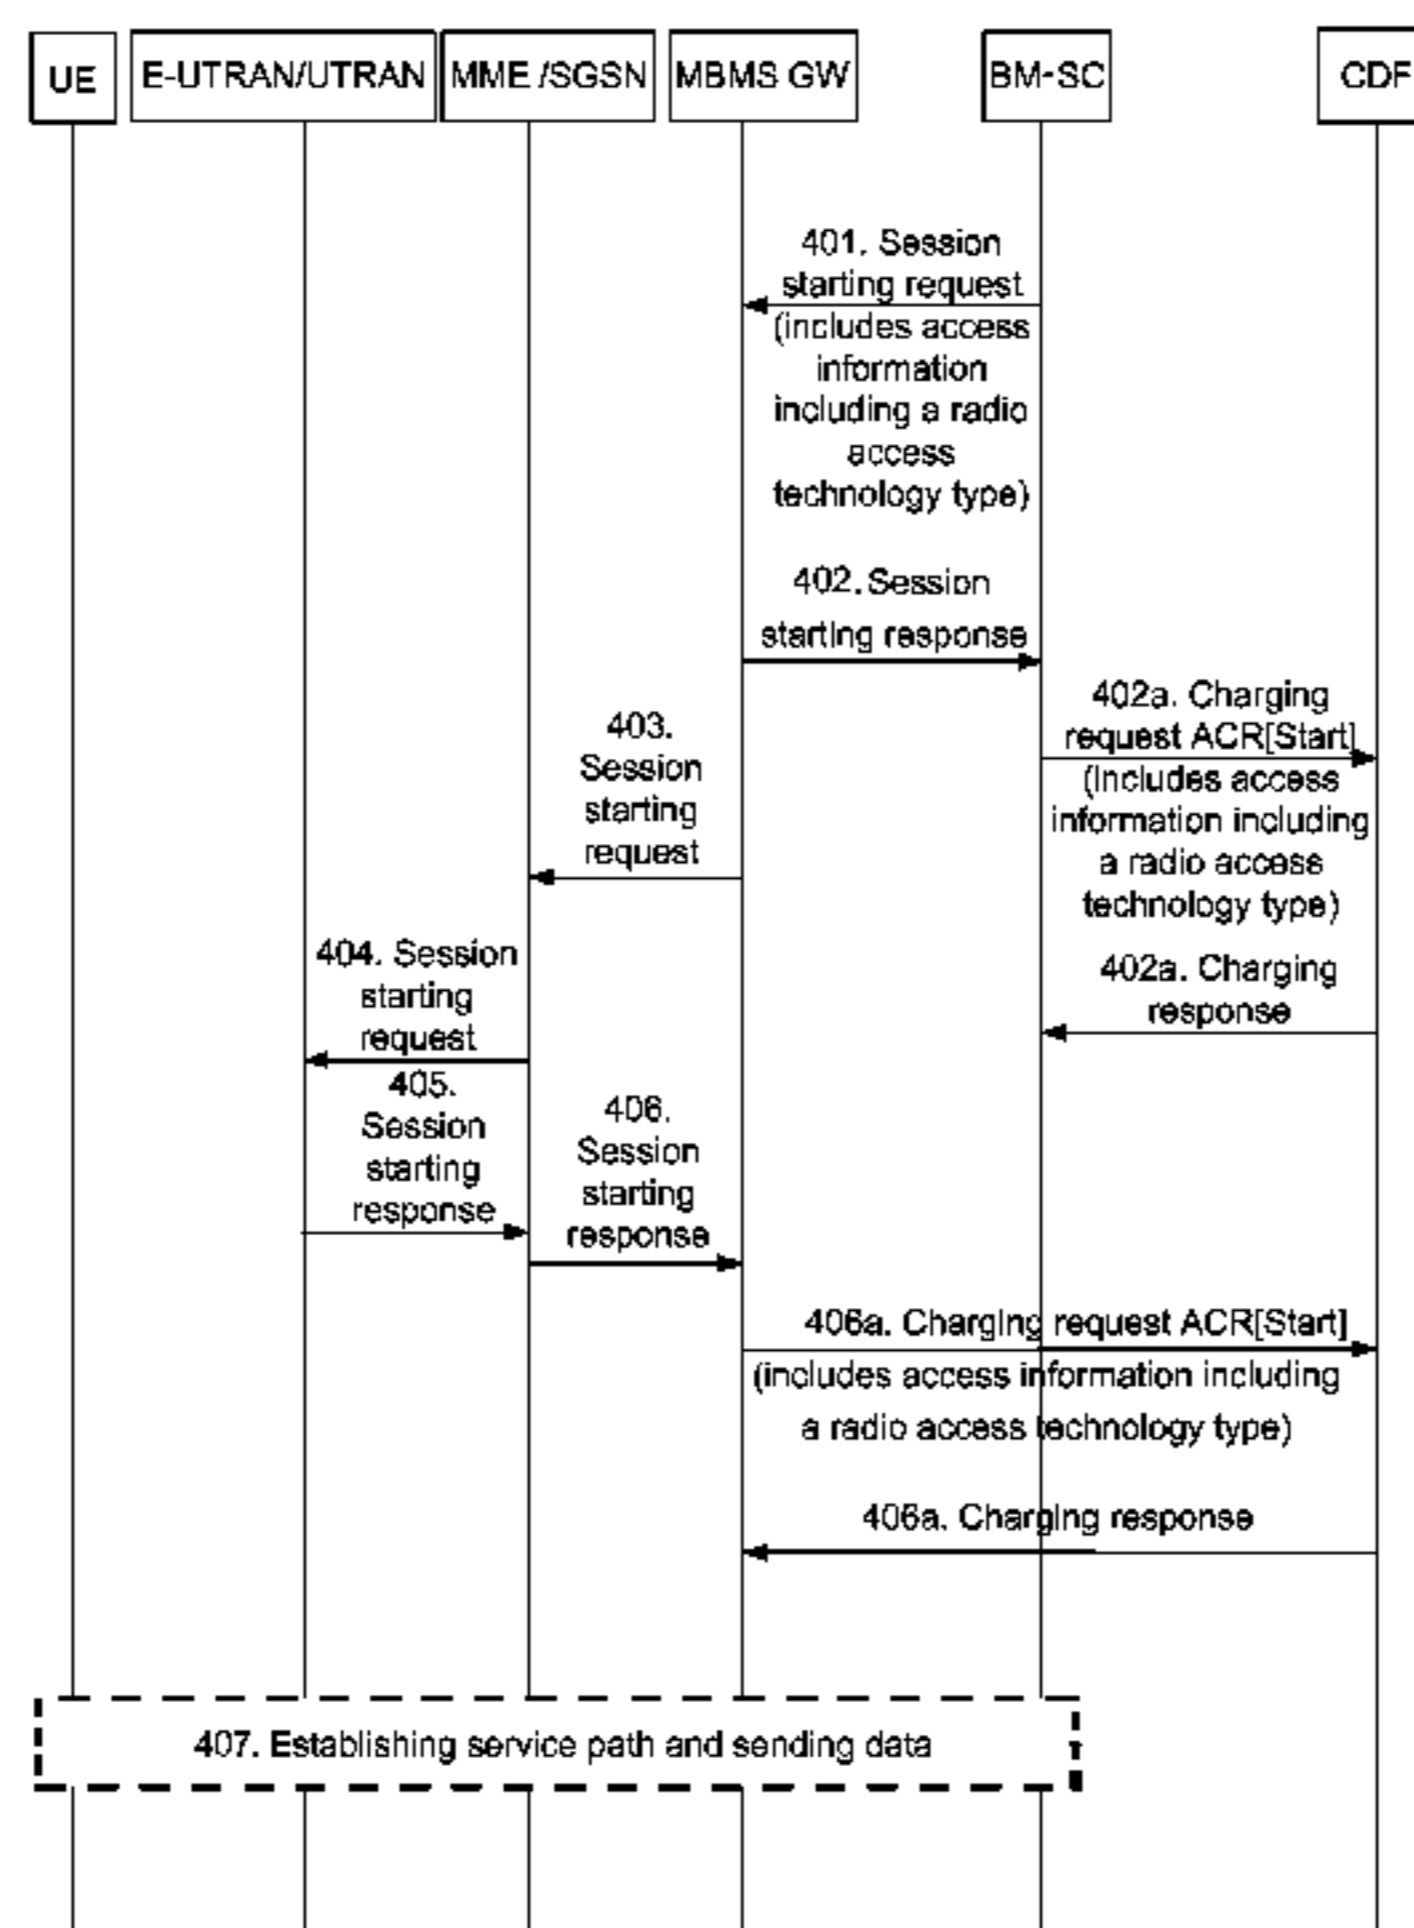 UE
E-UTRAN/UTRAN
MME /SGSN
MBMS GW
BM-SC
CDF
401. Session
starting request
(includes access
information
including a radio
access
technology type)
402. Session
starting response
402a. Charging
request ACR[Start]
(includes access
information including
a radio access
technology type)
403.
Session
starting
request
404. Session
starting
request
402a. Charging
response
405.
Session
starting
response
406.
Session
starting
response
406a. Charging request ACR[Start]
(includes access information including
a radio access technology type)
406a. Charging response
407. Establishing service path and sending data